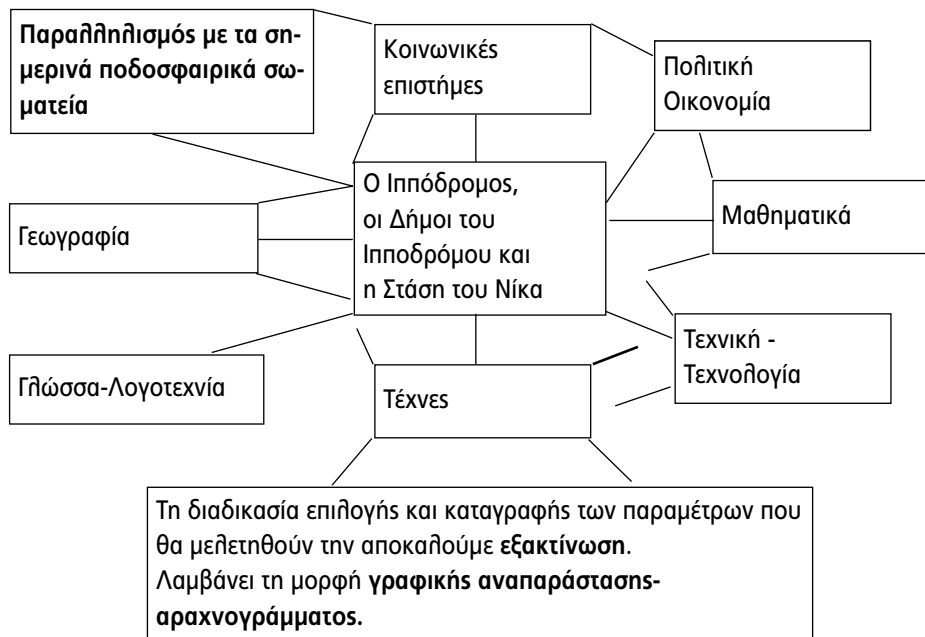 Παραλληλισμός με τα ση-
μερινά ποδοσφαιρικά σω-
ματεία
Κοινωνικές
επιστήμες
Πολιτική
Οικονομία
Γεωγραφία
Ο Ιππόδρομος,
οι Δήμοι του
Ιπποδρόμου και
η Στάση του Νίκα
Μαθηματικά
Γλώσσα-Λογοτεχνία
Τέχνες
Τεχνική -
Τεχνολογία
Τη διαδικασία επιλογής και καταγραφής των παραμέτρων που
θα μελετηθούν την αποκαλούμε εξακτίνωση.
Λαμβάνει τη μορφή γραφικής αναπαράστασης-
αραχνογράμματος.